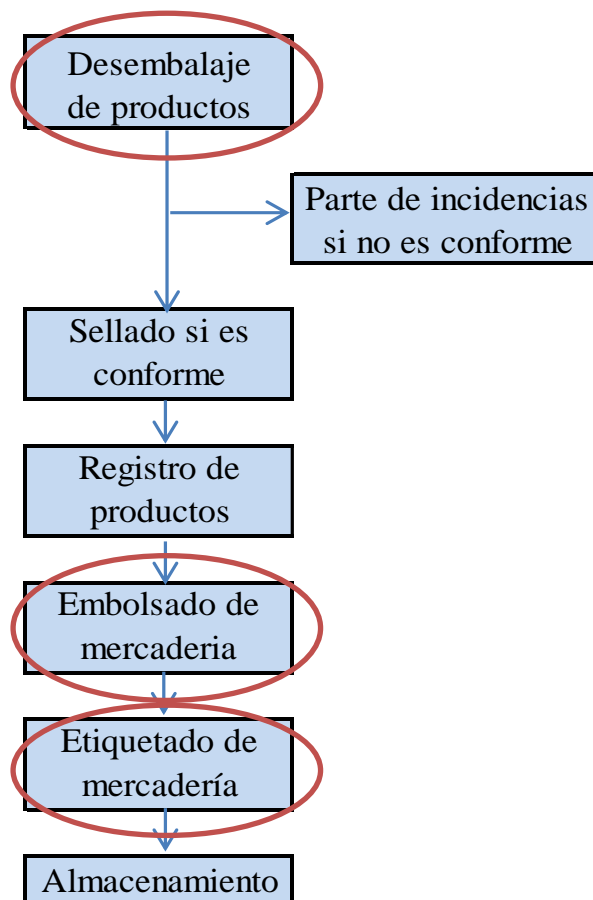 Desembalaje
de productos
Parte de incidencias
si no es conforme
Sellado si es
conforme
Registro de
productos
Embolsado de
mercaderia
Etiquetado de
mercadería
Almacenamiento